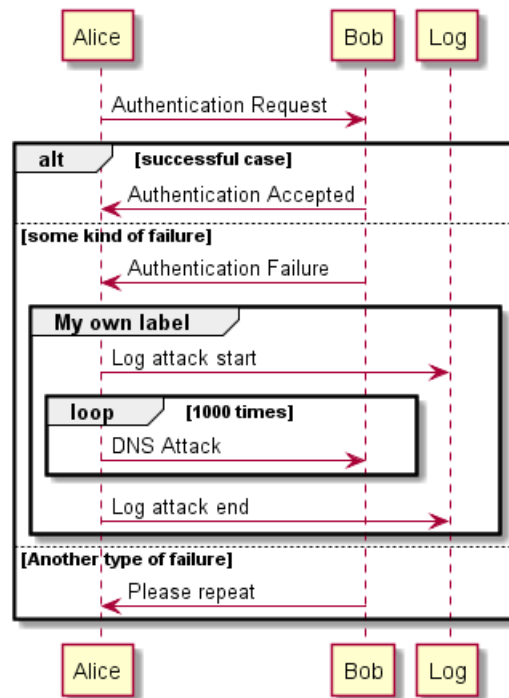 Alice Bob Log
Authentication Request
alt [successful case]
Authentication Accepted
[some kind of failure]
Authentication Failure
My own label
Log attack start
loop [1000 times]
DNS Attack
Log attack end
[Another type of failure]
Please repeat
Alice Bob Log